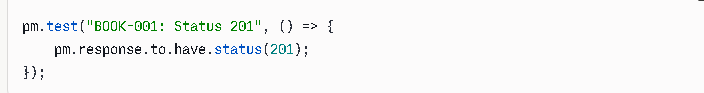 pm.test("BOOK-001: Status 201", () => {
    pm.response.to.have.status(201);
});